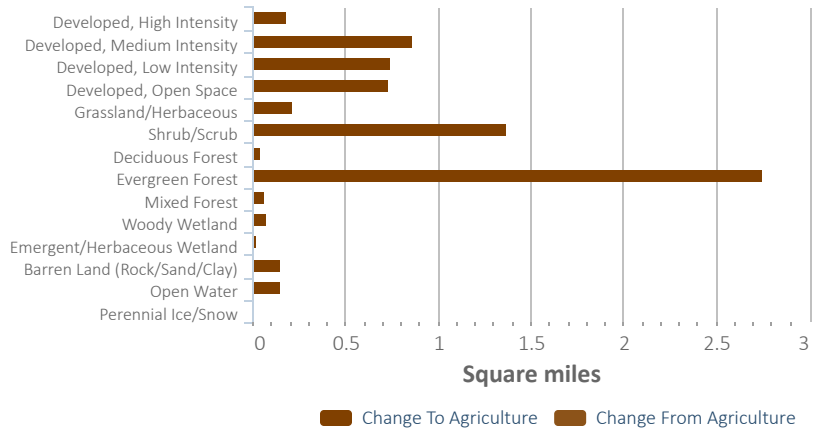 Developed, High Intensity
Developed, Medium Intensity
Developed, Low Intensity
Developed, Open Space
Grassland/Herbaceous
Shrub/Scrub
Deciduous Forest
Evergreen Forest
Mixed Forest
Woody Wetland
Emergent/Herbaceous Wetland
Barren Land (Rock/Sand/Clay)
Open Water
Perennial Ice/Snow
0 0.5 1 1.5 2 2.5 3
Square miles
Change To Agriculture Change From Agriculture